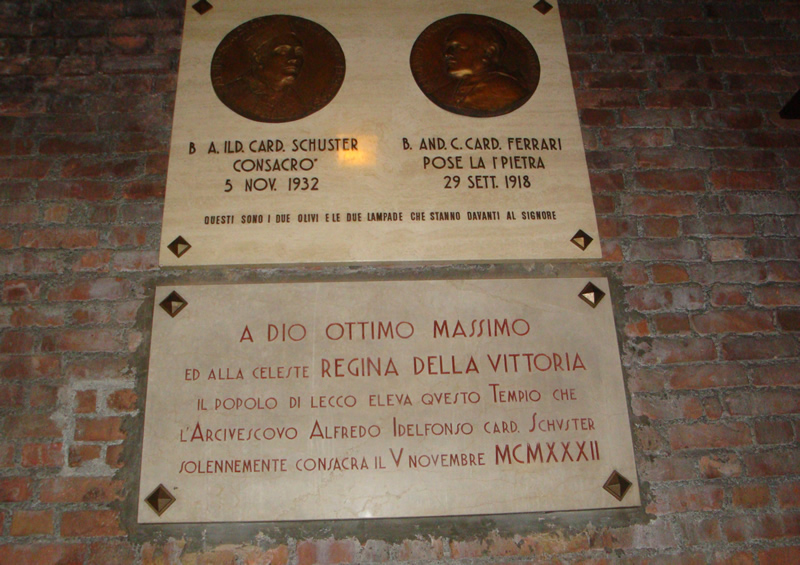 B A. ILD. CARD. SCHUSTER
CONSACRO'
5 NOV. 1932
B. AND. C. CARD. FERRARI
POSE LA 1ª PIETRA
29 SETT. 1918
QUESTI SONO I DUE OLIVI E LE DUE LAMPADE CHE STANNO DAVANTI AL SIGNORE
A DIO OTTIMO MASSIMO
ED ALLA CELESTE REGINA DELLA VITTORIA
IL POPOLO DI LECCO ELEVA QVESTO TEMPIO CHE
L'ARCIVESCOVO ALFREDO IDELFONSO CARD. SCHVSTER
SOLENNEMENTE CONSACRA IL V NOVEMBRE MCMXXXII